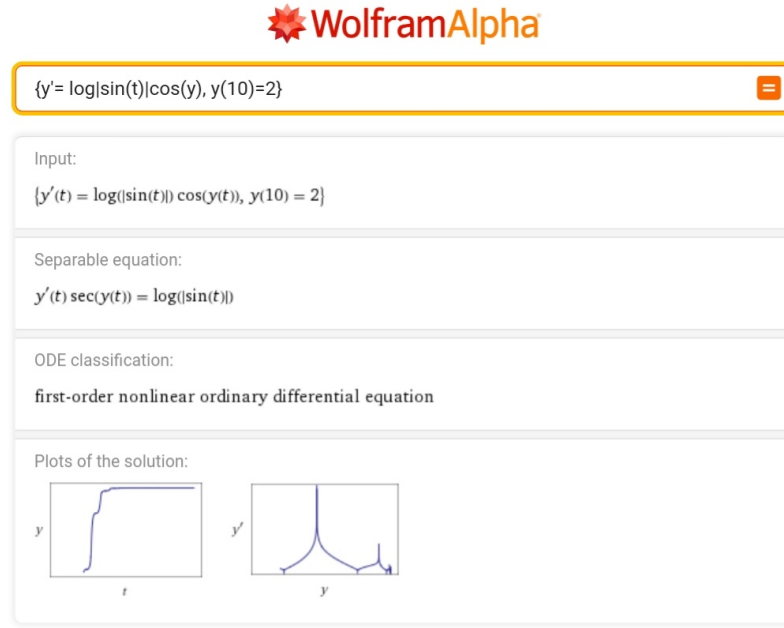 WolframAlpha
{y'= log|sin(t)|cos(y), y(10)=2}
=
Input:
{y′(t) = log(|sin(t)|) cos(y(t)), y(10) = 2}
Separable equation:
y′(t) sec(y(t)) = log(|sin(t)|)
ODE classification:
first-order nonlinear ordinary differential equation
Plots of the solution:
y
y′
t
y